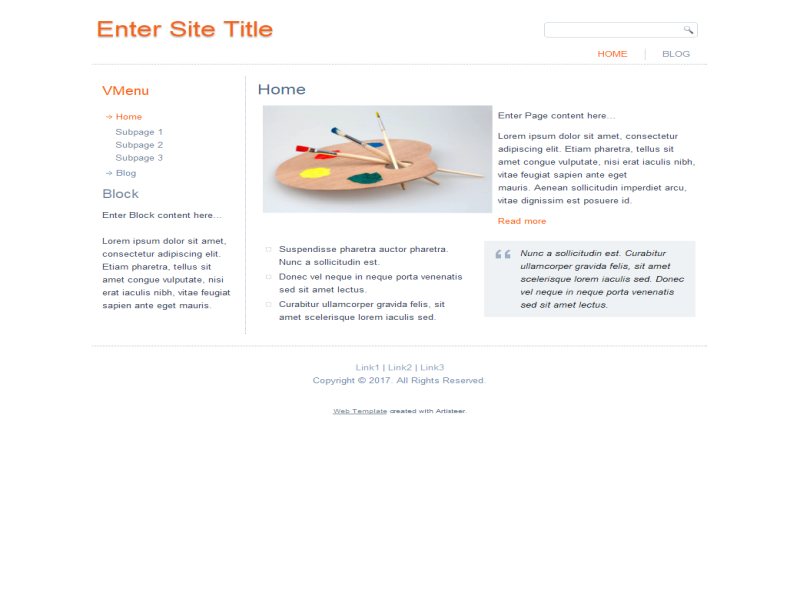 Enter Site Title
HOME
BLOG
VMenu
Home
Subpage 1
Subpage 2
Subpage 3
Blog
Block
Enter Block content here...
Lorem ipsum dolor sit amet,
consectetur adipiscing elit.
Etiam pharetra, tellus sit
amet congue vulputate, nisi
erat iaculis nibh, vitae feugiat
sapien ante eget mauris.
Home
Enter Page content here...
Lorem ipsum dolor sit amet, consectetur
adipiscing elit. Etiam pharetra, tellus sit
amet congue vulputate, nisi erat iaculis nibh,
vitae feugiat sapien ante eget
mauris. Aenean sollicitudin imperdiet arcu,
vitae dignissim est posuere id.
Read more
Suspendisse pharetra auctor pharetra.
Nunc a sollicitudin est.
Donec vel neque in neque porta venenatis
sed sit amet lectus.
Curabitur ullamcorper gravida felis, sit
amet scelerisque lorem iaculis sed.
Nunc a sollicitudin est. Curabitur
ullamcorper gravida felis, sit amet
scelerisque lorem iaculis sed. Donec
vel neque in neque porta venenatis
sed sit amet lectus.
Link1 | Link2 | Link3
Copyright © 2017. All Rights Reserved.
Web Template created with Artisteer.